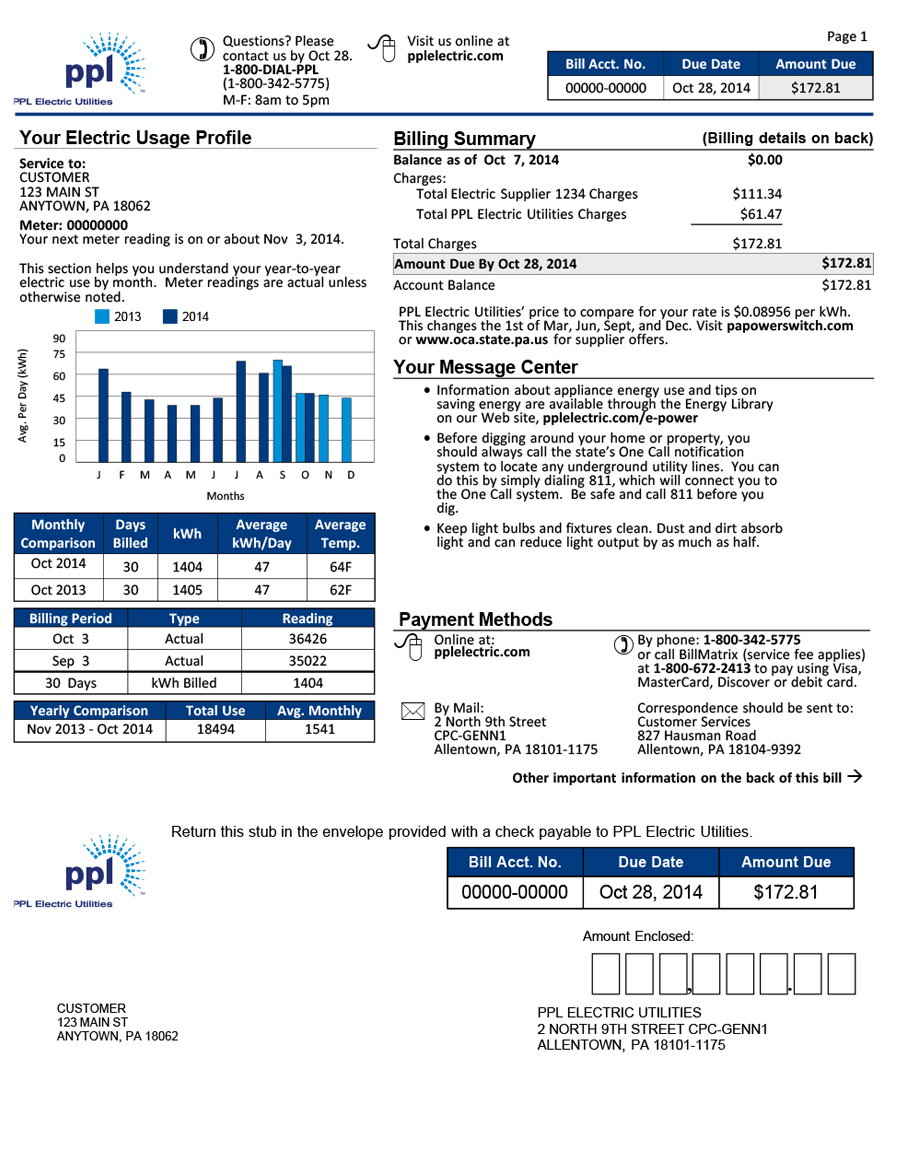 Page 1
ppl
PPL Electric Utilities
Questions? Please
contact us by Oct 28.
1-800-DIAL-PPL
(1-800-342-5775)
M-F: 8am to 5pm
Visit us online at
pplelectric.com
Bill Acct. No. Due Date Amount Due
00000-00000 Oct 28, 2014 $172.81
Your Electric Usage Profile
Service to:
CUSTOMER
123 MAIN ST
ANYTOWN, PA 18062
Meter: 00000000
Your next meter reading is on or about Nov 3, 2014.
This section helps you understand your year-to-year
electric use by month. Meter readings are actual unless
otherwise noted.
2013 2014
Avg. Per Day (kWh)
90
75
60
45
30
15
0
J F M A M J J A S O N D
Months
Monthly Comparison Days Billed kWh Average kWh/Day Average Temp.
Oct 2014 30 1404 47 64F
Oct 2013 30 1405 47 62F
Billing Period Type Reading
Oct 3 Actual 36426
Sep 3 Actual 35022
30 Days kWh Billed 1404
Yearly Comparison Total Use Avg. Monthly
Nov 2013 - Oct 2014 18494 1541
Billing Summary (Billing details on back)
Balance as of Oct 7, 2014 $0.00
Charges:
Total Electric Supplier 1234 Charges $111.34
Total PPL Electric Utilities Charges $61.47
Total Charges $172.81
Amount Due By Oct 28, 2014 $172.81
Account Balance $172.81
PPL Electric Utilities’ price to compare for your rate is $0.08956 per kWh.
This changes the 1st of Mar, Jun, Sept, and Dec. Visit papowerswitch.com
or www.oca.state.pa.us for supplier offers.
Your Message Center
• Information about appliance energy use and tips on
saving energy are available through the Energy Library
on our Web site, pplelectric.com/e-power
• Before digging around your home or property, you
should always call the state’s One Call notification
system to locate any underground utility lines. You can
do this by simply dialing 811, which will connect you to
the One Call system. Be safe and call 811 before you
dig.
• Keep light bulbs and fixtures clean. Dust and dirt absorb
light and can reduce light output by as much as half.
Payment Methods
Online at:
pplelectric.com
By phone: 1-800-342-5775
or call BillMatrix (service fee applies)
at 1-800-672-2413 to pay using Visa,
MasterCard, Discover or debit card.
By Mail:
2 North 9th Street
CPC-GENN1
Allentown, PA 18101-1175
Correspondence should be sent to:
Customer Services
827 Hausman Road
Allentown, PA 18104-9392
Other important information on the back of this bill →
Return this stub in the envelope provided with a check payable to PPL Electric Utilities.
ppl
PPL Electric Utilities
Bill Acct. No. Due Date Amount Due
00000-00000 Oct 28, 2014 $172.81
Amount Enclosed:
, .
CUSTOMER
123 MAIN ST
ANYTOWN, PA 18062
PPL ELECTRIC UTILITIES
2 NORTH 9TH STREET CPC-GENN1
ALLENTOWN, PA 18101-1175